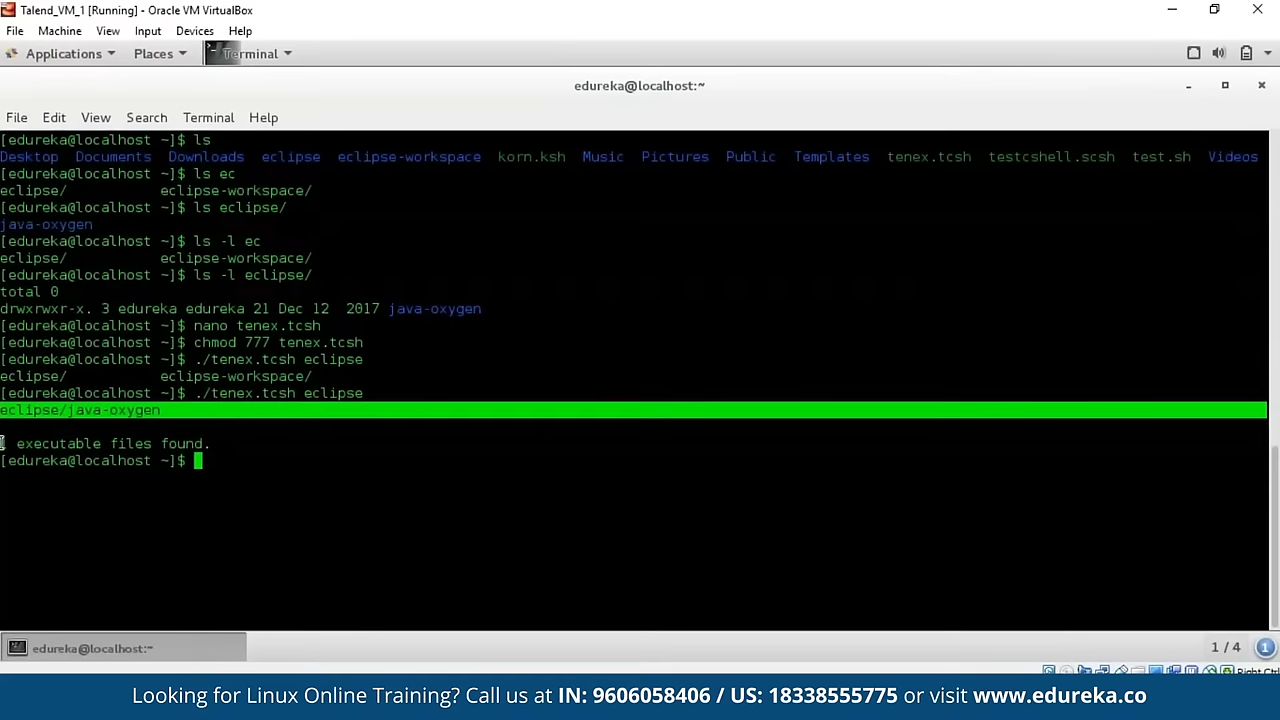 Talend_VM_1 [Running] - Oracle VM VirtualBox
File Machine View Input Devices Help
Applications Places Terminal
edureka@localhost:~
File Edit View Search Terminal Help
[edureka@localhost ~]$ ls
Desktop Documents Downloads eclipse eclipse-workspace korn.ksh Music Pictures Public Templates tenex.tcsh testcshell.scsh test.sh Videos
[edureka@localhost ~]$ ls ec
eclipse/ eclipse-workspace/
[edureka@localhost ~]$ ls eclipse/
java-oxygen
[edureka@localhost ~]$ ls -l ec
eclipse/ eclipse-workspace/
[edureka@localhost ~]$ ls -l eclipse/
total 0
drwxrwxr-x. 3 edureka edureka 21 Dec 12 2017 java-oxygen
[edureka@localhost ~]$ nano tenex.tcsh
[edureka@localhost ~]$ chmod 777 tenex.tcsh
[edureka@localhost ~]$ ./tenex.tcsh eclipse
eclipse/ eclipse-workspace/
[edureka@localhost ~]$ ./tenex.tcsh eclipse
eclipse/java-oxygen
executable files found.
[edureka@localhost ~]$
edureka@localhost:~ 1 / 4 1
Right Ctrl
Looking for Linux Online Training? Call us at IN: 9606058406 / US: 18338555775 or visit www.edureka.co